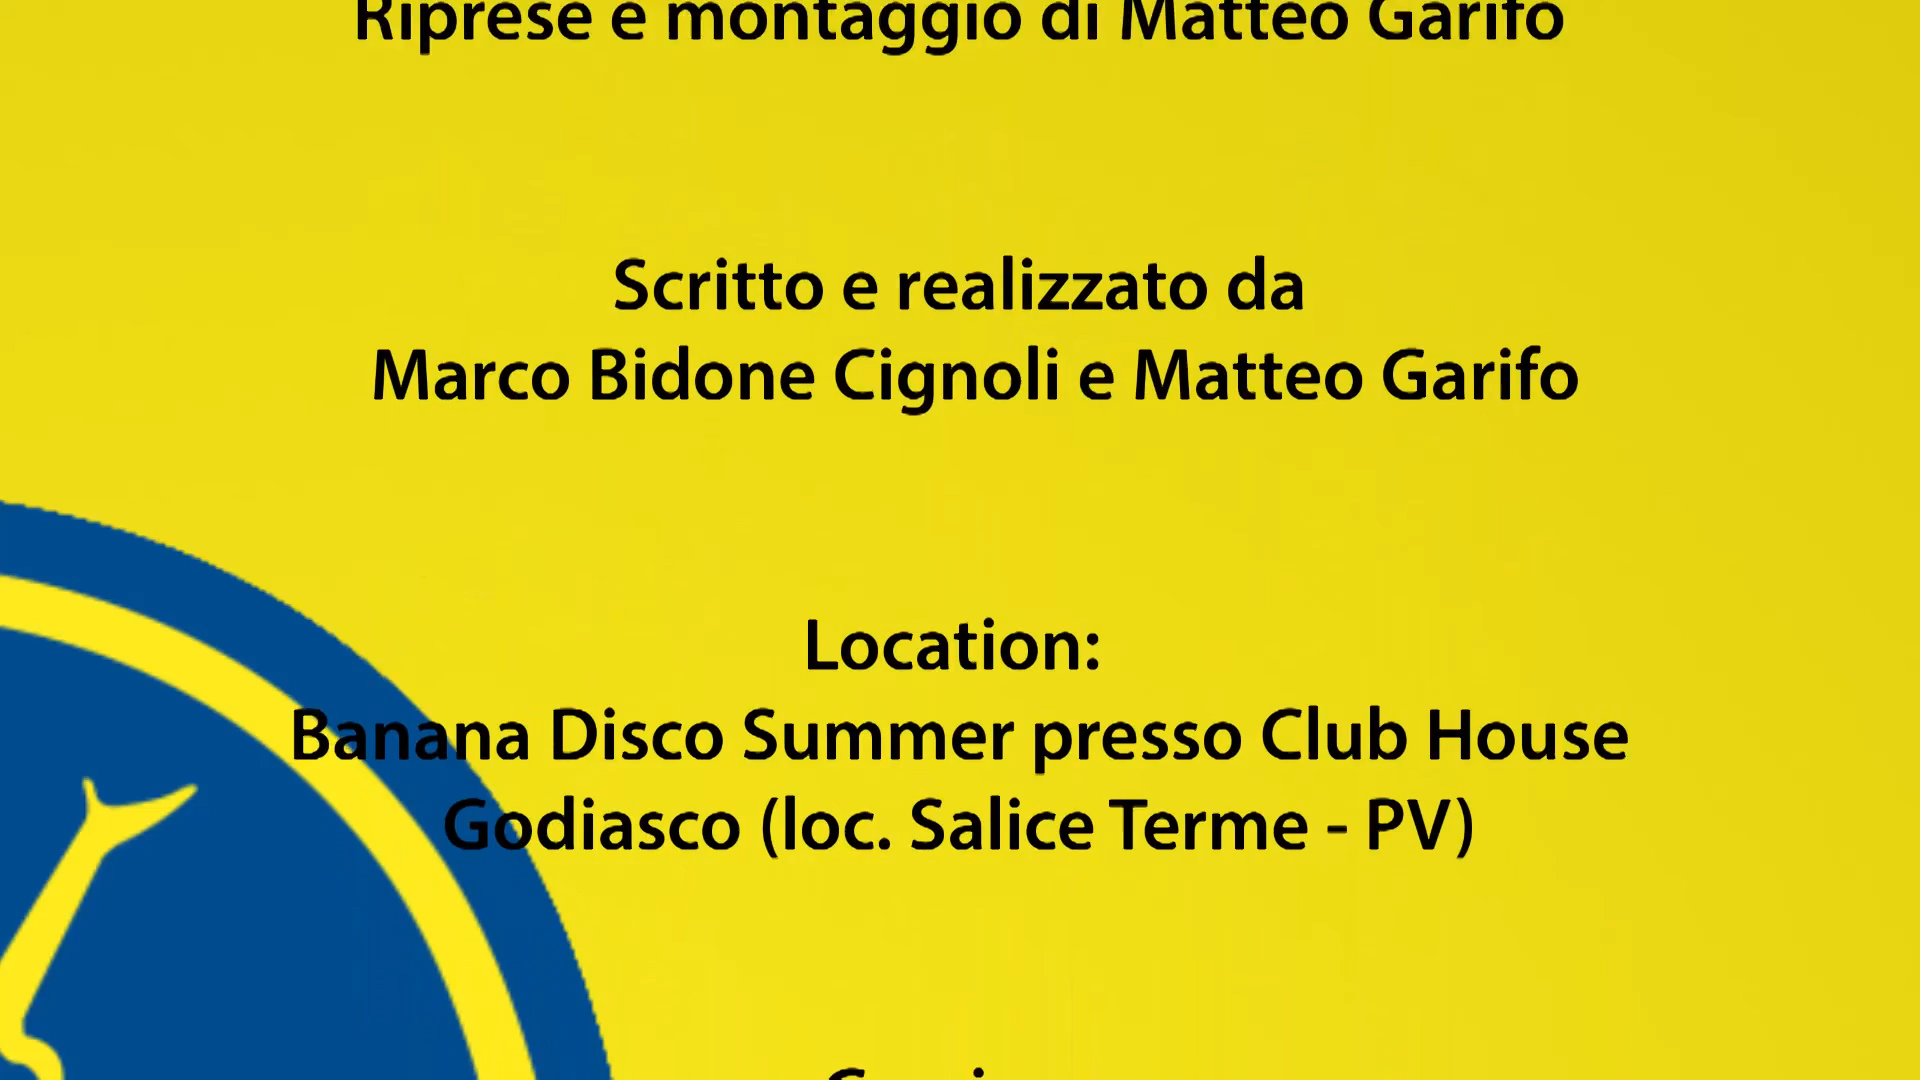 Riprese e montaggio di Matteo Garifo
Scritto e realizzato da
Marco Bidone Cignoli e Matteo Garifo
Location:
Banana Disco Summer presso Club House
Godiasco (loc. Salice Terme - PV)